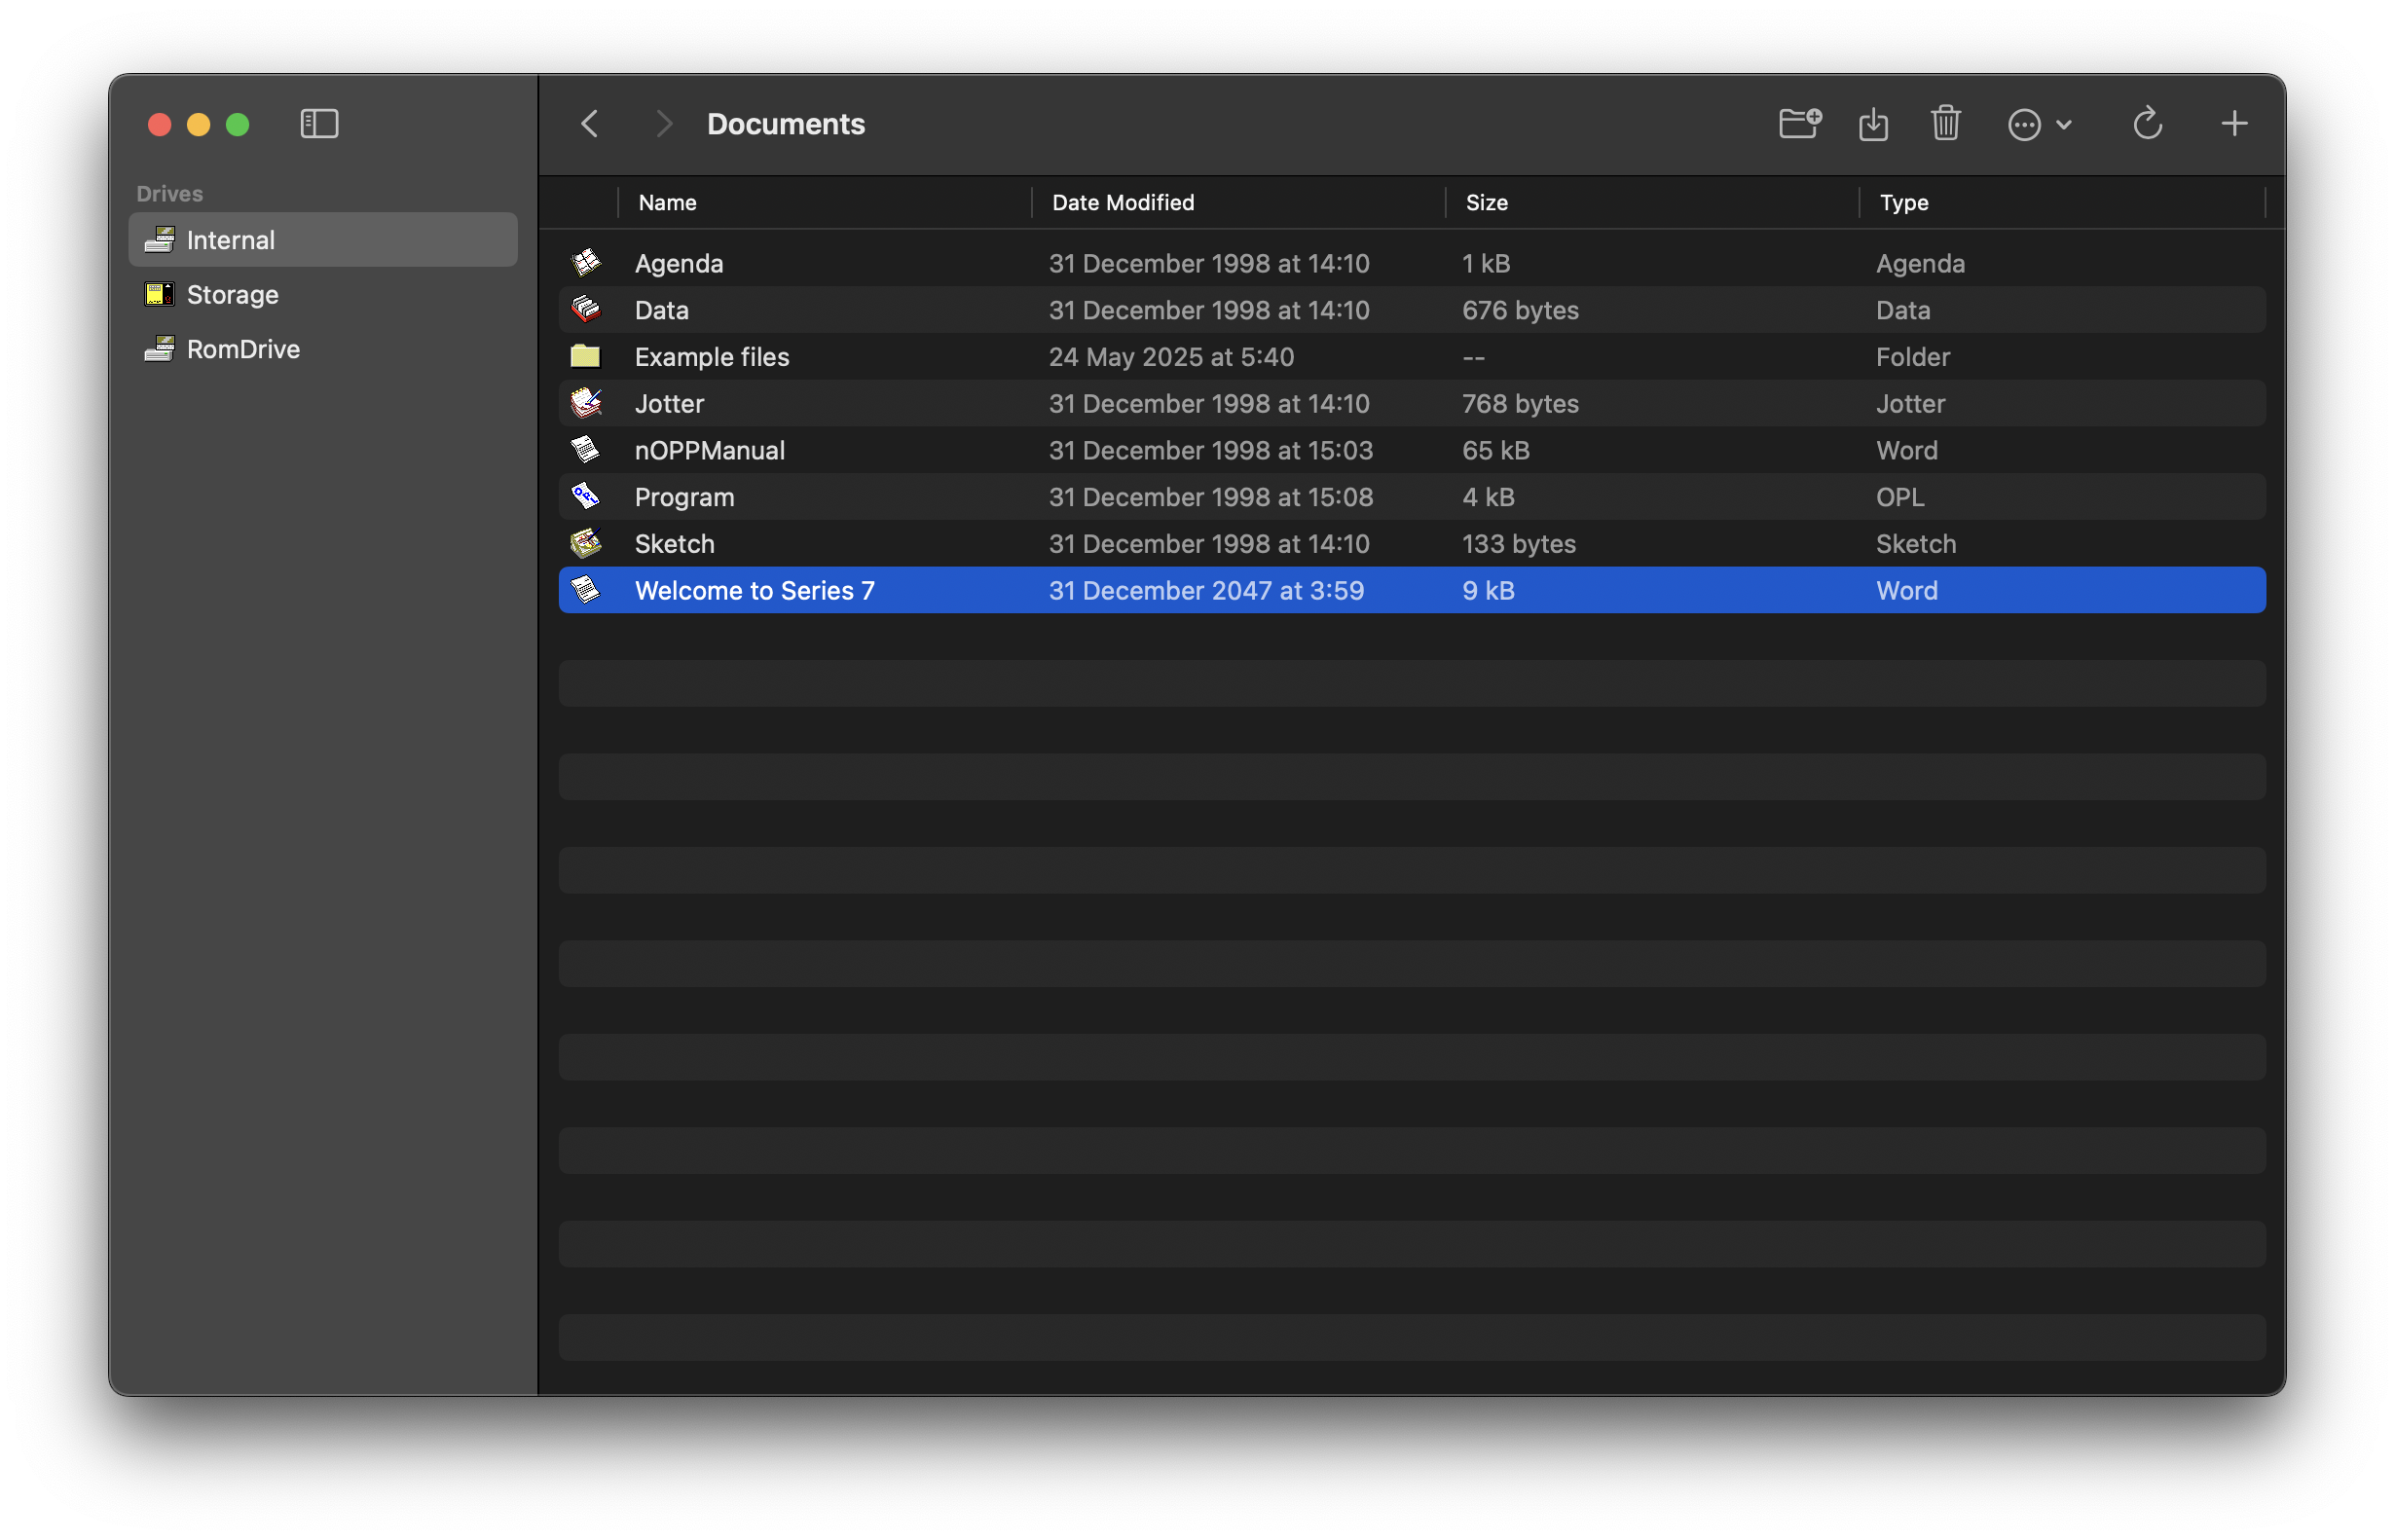 Documents
Drives
Internal
Storage
RomDrive
Name Date Modified Size Type
Agenda 31 December 1998 at 14:10 1 kB Agenda
Data 31 December 1998 at 14:10 676 bytes Data
Example files 24 May 2025 at 5:40 -- Folder
Jotter 31 December 1998 at 14:10 768 bytes Jotter
nOPPManual 31 December 1998 at 15:03 65 kB Word
Program 31 December 1998 at 15:08 4 kB OPL
Sketch 31 December 1998 at 14:10 133 bytes Sketch
Welcome to Series 7 31 December 2047 at 3:59 9 kB Word